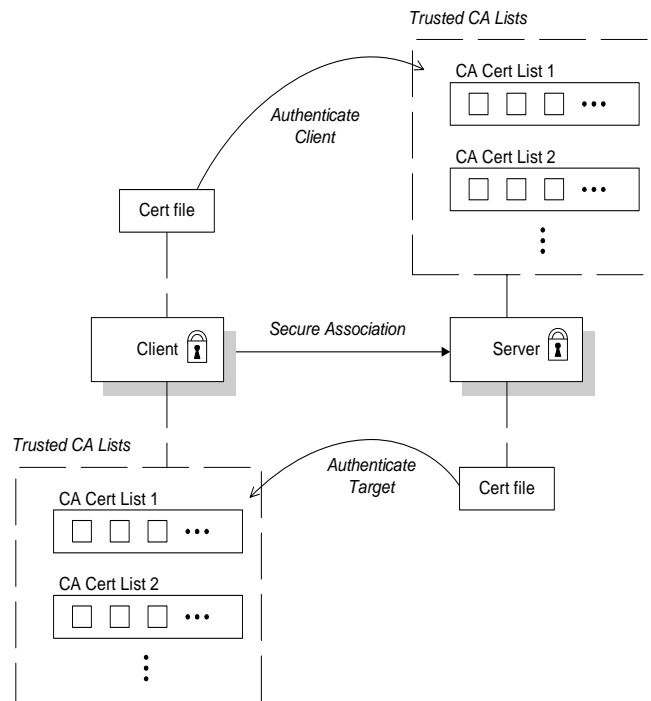 Trusted CA Lists
CA Cert List 1
Authenticate
Client
CA Cert List 2
Cert file
Client
Secure Association
Server
Trusted CA Lists
Authenticate
Target
Cert file
CA Cert List 1
CA Cert List 2